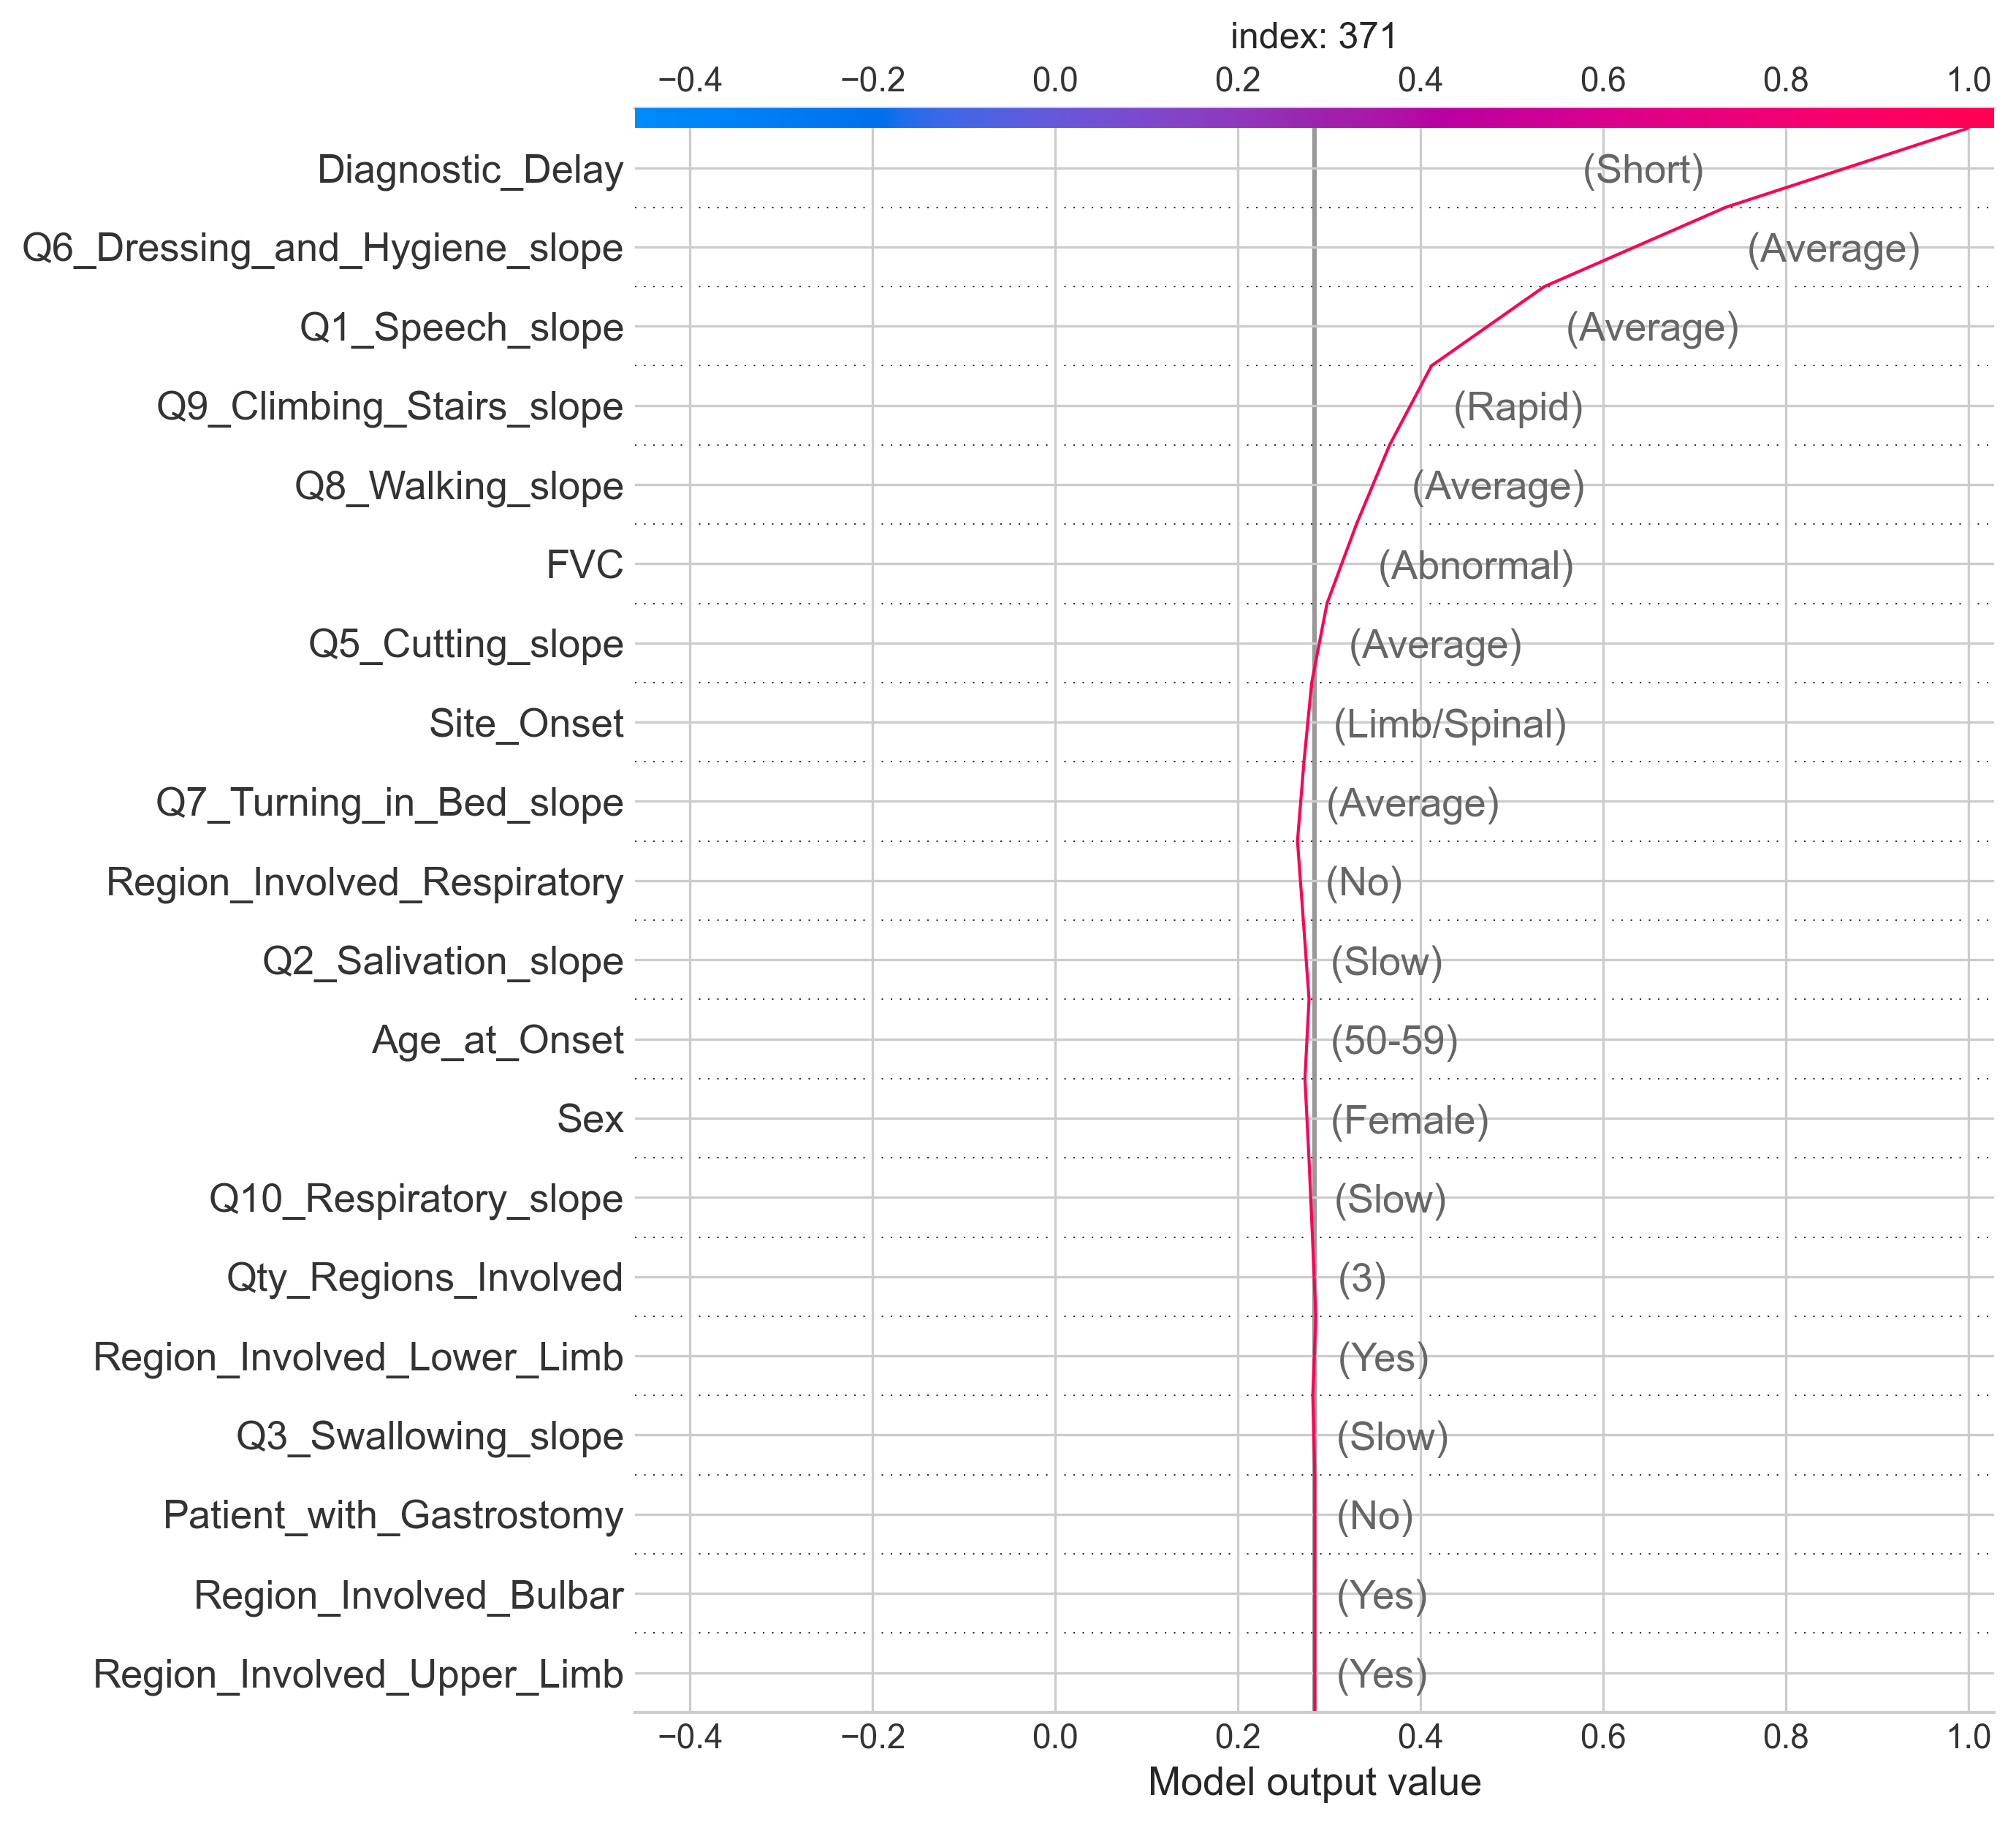 index: 371
−0.4 −0.2 0.0 0.2 0.4 0.6 0.8 1.0
Diagnostic_Delay (Short)
Q6_Dressing_and_Hygiene_slope (Average)
Q1_Speech_slope (Average)
Q9_Climbing_Stairs_slope (Rapid)
Q8_Walking_slope (Average)
FVC (Abnormal)
Q5_Cutting_slope (Average)
Site_Onset (Limb/Spinal)
Q7_Turning_in_Bed_slope (Average)
Region_Involved_Respiratory (No)
Q2_Salivation_slope (Slow)
Age_at_Onset (50-59)
Sex (Female)
Q10_Respiratory_slope (Slow)
Qty_Regions_Involved (3)
Region_Involved_Lower_Limb (Yes)
Q3_Swallowing_slope (Slow)
Patient_with_Gastrostomy (No)
Region_Involved_Bulbar (Yes)
Region_Involved_Upper_Limb (Yes)
−0.4 −0.2 0.0 0.2 0.4 0.6 0.8 1.0
Model output value